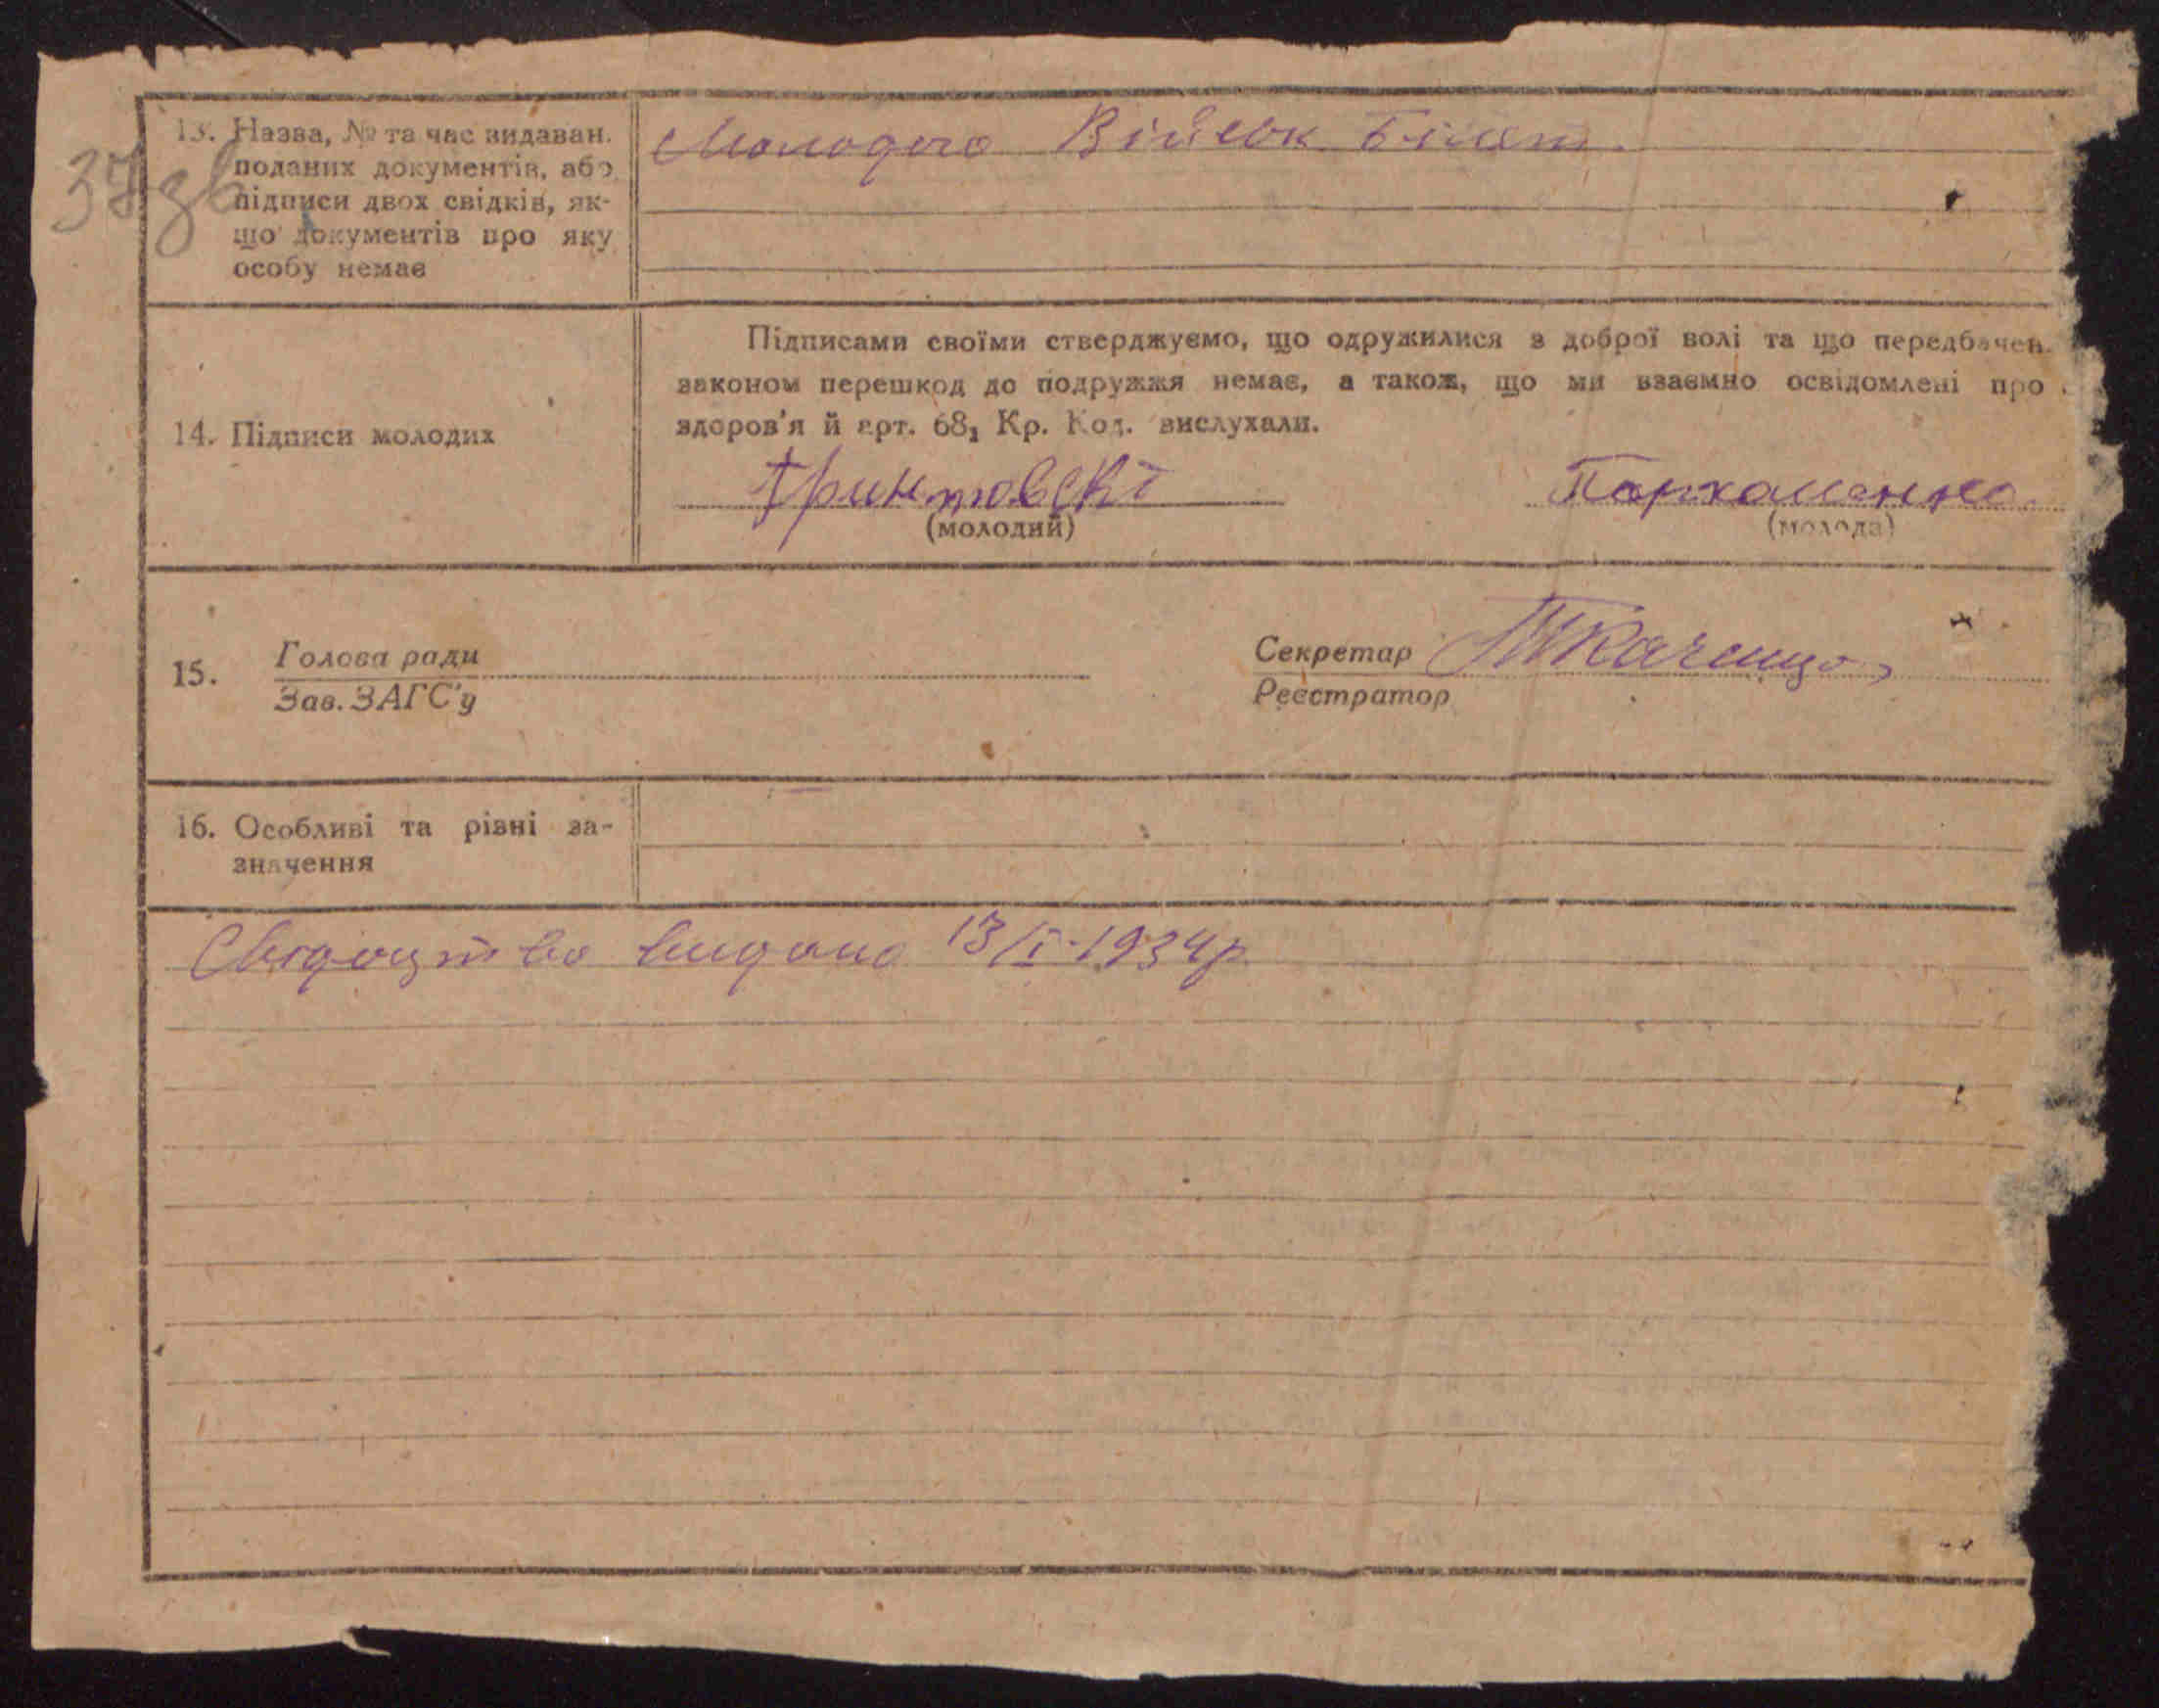 37зв
13. Назва, № та час видаван.
поданих документів, або
підписи двох свідків, як-
що документів про яку
особу немає
Молодого Військ білет.
Підписами своїми стверджуємо, що одружилися з доброї волі та що передбачен.
законом перешкод до подружжя немає, а також, що ми взаємно освідомлені про
здоров'я й арт. 68₁ Кр. Код. вислухали.
14. Підписи молодих
Пархоменко
(молодий) (молода)
15. Голова ради Секретар
Зав. ЗАГС'у Реєстратор
16. Особливі та різні за-
значення
Свідоцтво видано 13/I-1934р